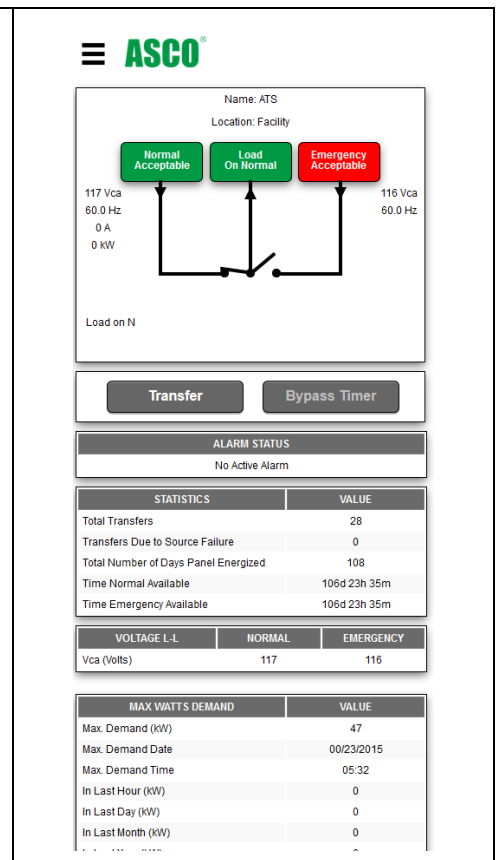 ASCO®
Name: ATS
Location: Facility
Normal Acceptable
Load On Normal
Emergency Acceptable
117 Vca
116 Vca
60.0 Hz
60.0 Hz
0 A
0 kW
Load on N
Transfer
Bypass Timer
ALARM STATUS
No Active Alarm
STATISTICS VALUE
Total Transfers 28
Transfers Due to Source Failure 0
Total Number of Days Panel Energized 108
Time Normal Available 106d 23h 35m
Time Emergency Available 106d 23h 35m
VOLTAGE L-L NORMAL EMERGENCY
Vca (Volts) 117 116
MAX WATTS DEMAND VALUE
Max. Demand (kW) 47
Max. Demand Date 00/23/2015
Max. Demand Time 05:32
In Last Hour (kW) 0
In Last Day (kW) 0
In Last Month (kW) 0